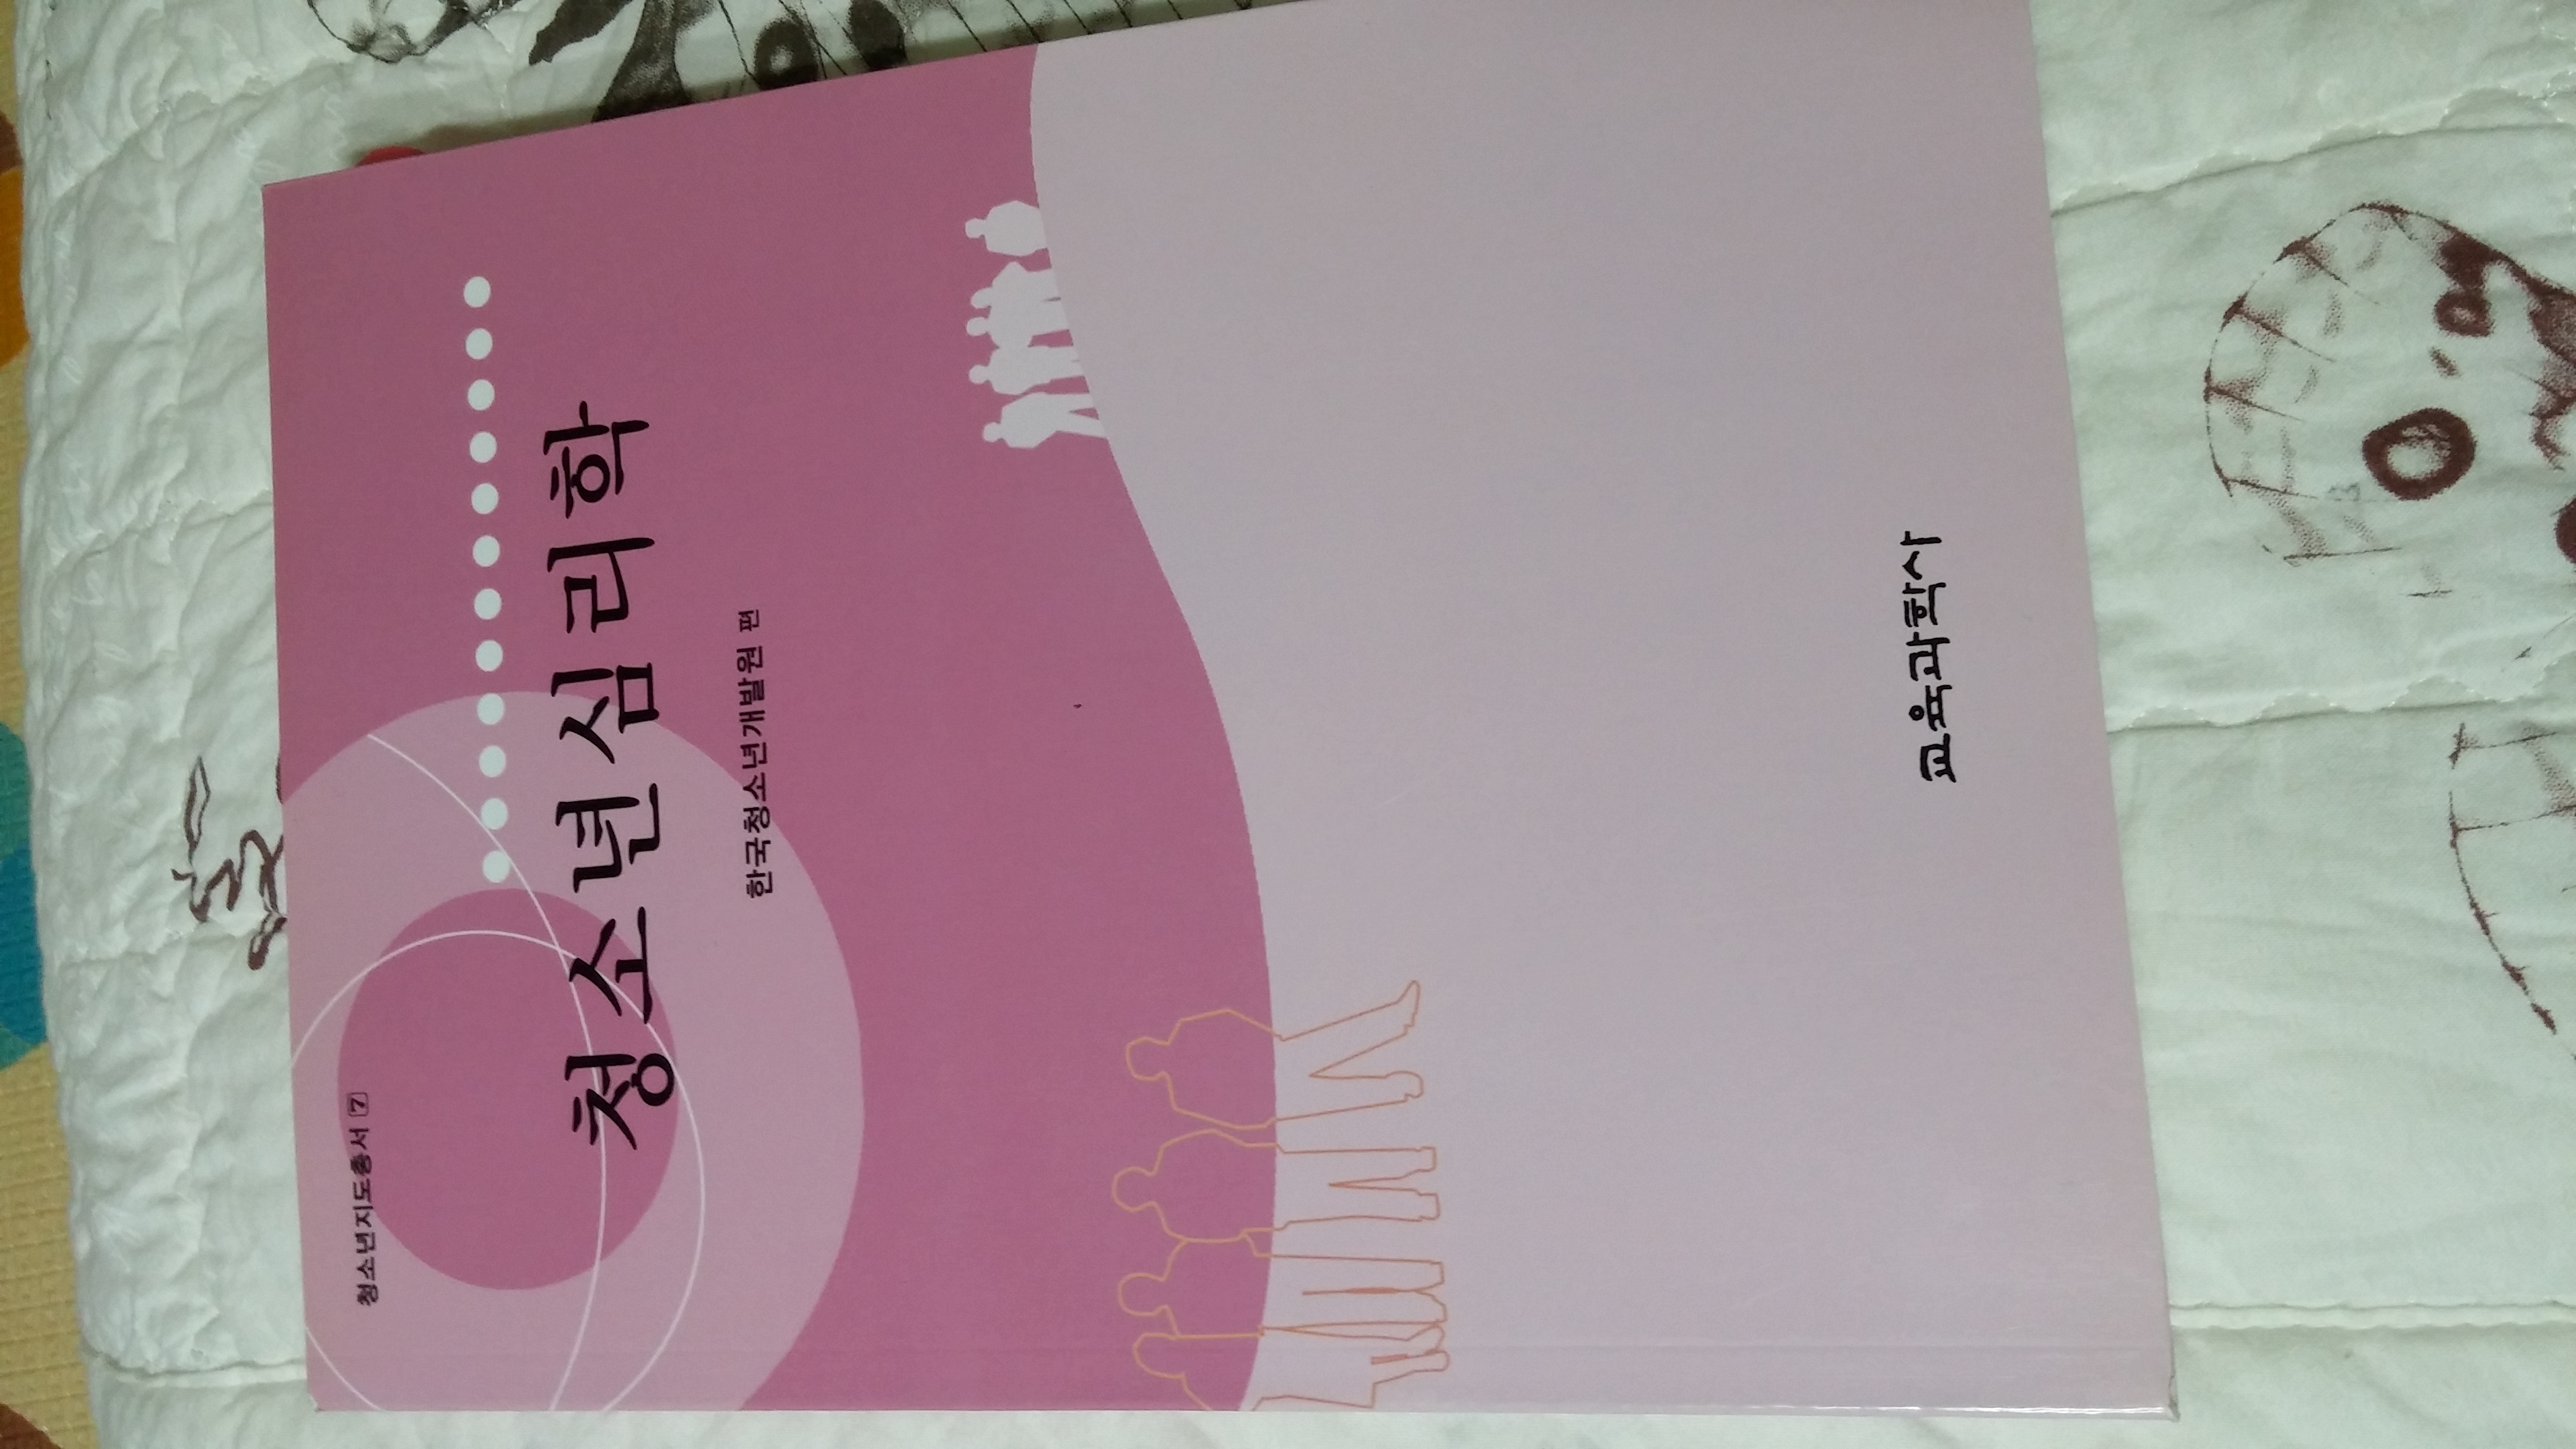 청소년지도총서 7
청소년심리학
한국청소년개발원 편
교육과학사